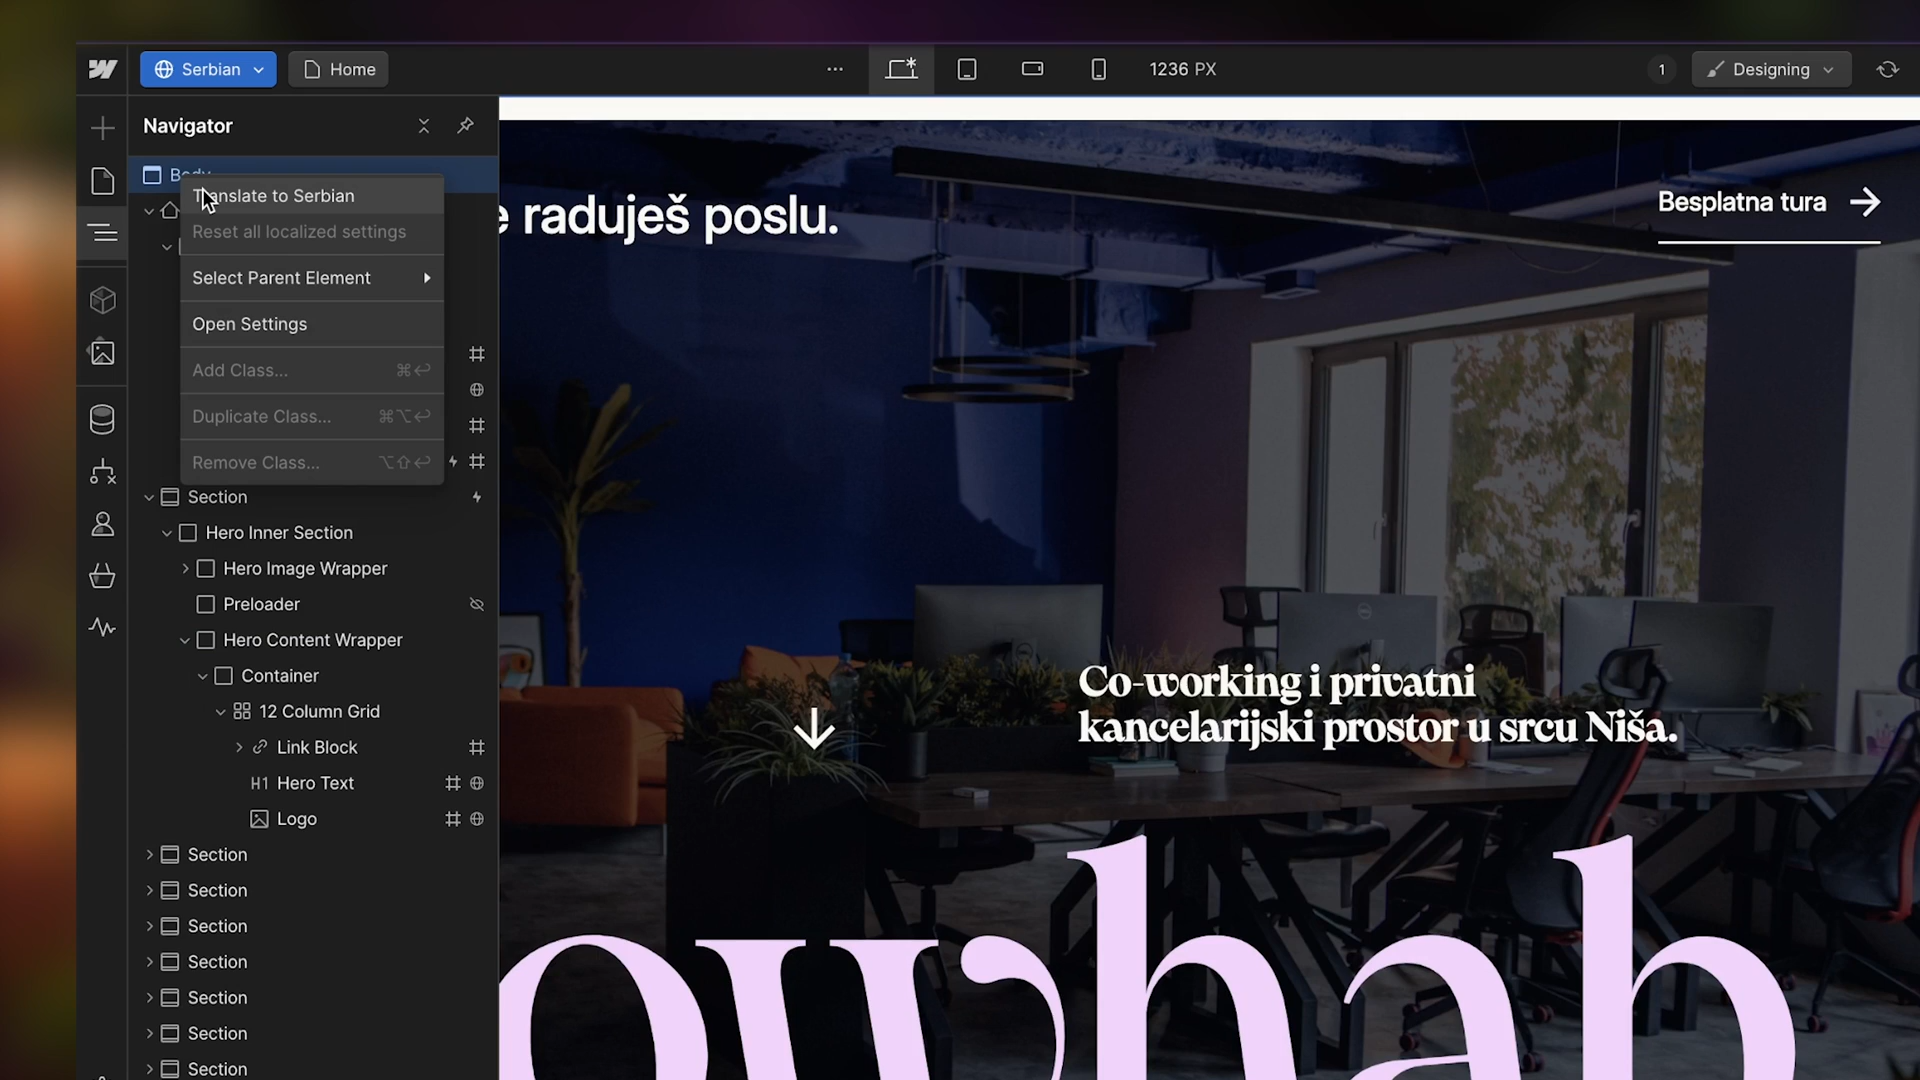 Serbian
Home
1236 PX
1
Designing
Navigator
Body
Translate to Serbian
Reset all localized settings
Select Parent Element
Open Settings
Add Class...
Duplicate Class...
Remove Class...
Section
Hero Inner Section
Hero Image Wrapper
Preloader
Hero Content Wrapper
Container
12 Column Grid
Link Block
H1 Hero Text
Logo
Section
Section
Section
Section
Section
Section
Section
e raduješ poslu.
Besplatna tura
Co-working i privatni
kancelarijski prostor u srcu Niša.